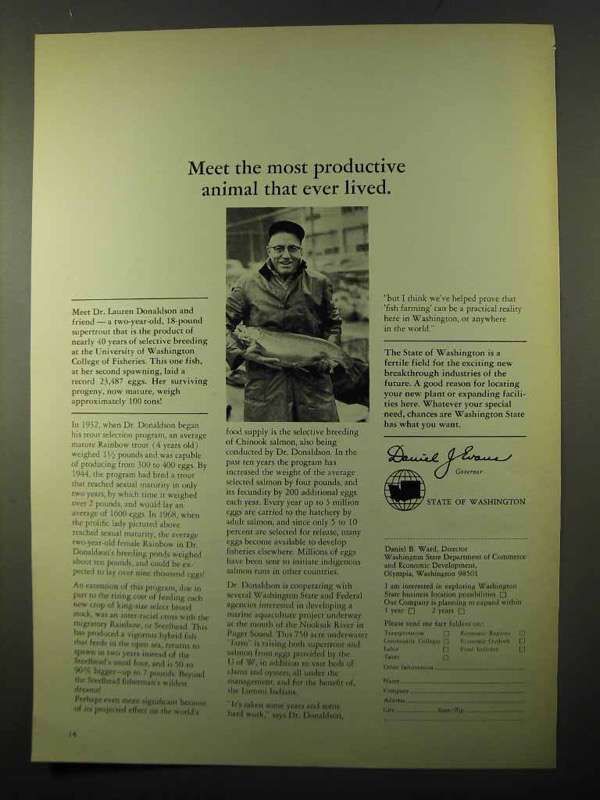 Meet the most productive
animal that ever lived.
Meet Dr. Lauren Donaldson and
friend — a two-year-old, 18-pound
supertrout that is the product of
nearly 40 years of selective breeding
at the University of Washington
College of Fisheries. This one fish,
at her second spawning, laid a
record 23,487 eggs. Her surviving
progeny, now mature, weigh
approximately 100 tons!
In 1932, when Dr. Donaldson began
his trout selection program, an average
mature Rainbow trout (4 years old)
weighed 1½ pounds and was capable
of producing from 300 to 400 eggs. By
1944, the program had bred a trout
that reached sexual maturity in only
two years, by which time it weighed
over 2 pounds, and would lay an
average of 1600 eggs. In 1968, when
the prolific lady pictured above
reached sexual maturity, the average
two-year-old female Rainbow in Dr.
Donaldson's breeding ponds weighed
about ten pounds, and could be ex-
pected to lay over nine thousand eggs!
An extension of this program, due in
part to the rising cost of feeding each
new crop of king-size select brood
stock, was an inter-racial cross with the
migratory Rainbow, or Steelhead. This
has produced a vigorous hybrid fish
that feeds in the open sea, returns to
spawn in two years instead of the
Steelhead's usual four, and is 50 to
90% bigger—up to 7 pounds. Beyond
the Steelhead fisherman's wildest
dreams!
Perhaps even more significant because
of its projected effect on the world's
14
food supply is the selective breeding
of Chinook salmon, also being
conducted by Dr. Donaldson. In the
past ten years the program has
increased the weight of the average
selected salmon by four pounds, and
its fecundity by 200 additional eggs
each year. Every year up to 5 million
eggs are carried to the hatchery by
adult salmon, and since only 5 to 10
percent are selected for release, many
eggs become available to develop
fisheries elsewhere. Millions of eggs
have been sent to initiate indigenous
salmon runs in other countries.
Dr. Donaldson is cooperating with
several Washington State and Federal
agencies interested in developing a
marine aquaculture project underway
at the mouth of the Nooksak River in
Puget Sound. This 750 acre underwater
"farm" is raising both supertrout and
salmon from eggs provided by the
U of W, in addition to vast beds of
clams and oysters; all under the
management, and for the benefit of,
the Lummi Indians.
"It's taken some years and some
hard work," says Dr. Donaldson,
"but I think we've helped prove that
'fish farming' can be a practical reality
here in Washington, or anywhere
in the world."
The State of Washington is a
fertile field for the exciting new
breakthrough industries of the
future. A good reason for locating
your new plant or expanding facili-
ties here. Whatever your special
need, chances are Washington State
has what you want.
Daniel J Evans
Governor
STATE OF WASHINGTON
Daniel B. Ward, Director
Washington State Department of Commerce
and Economic Development,
Olympia, Washington 98501
I am interested in exploring Washington
State business location possibilities
Our Company is planning to expand within
1 year 2 years
Please send me fact folders on:
Transportation Economic Regions
Community Colleges Economic Outlook
Labor Food Industry
Taxes
Other Information
Name
Company
Address
City State/Zip